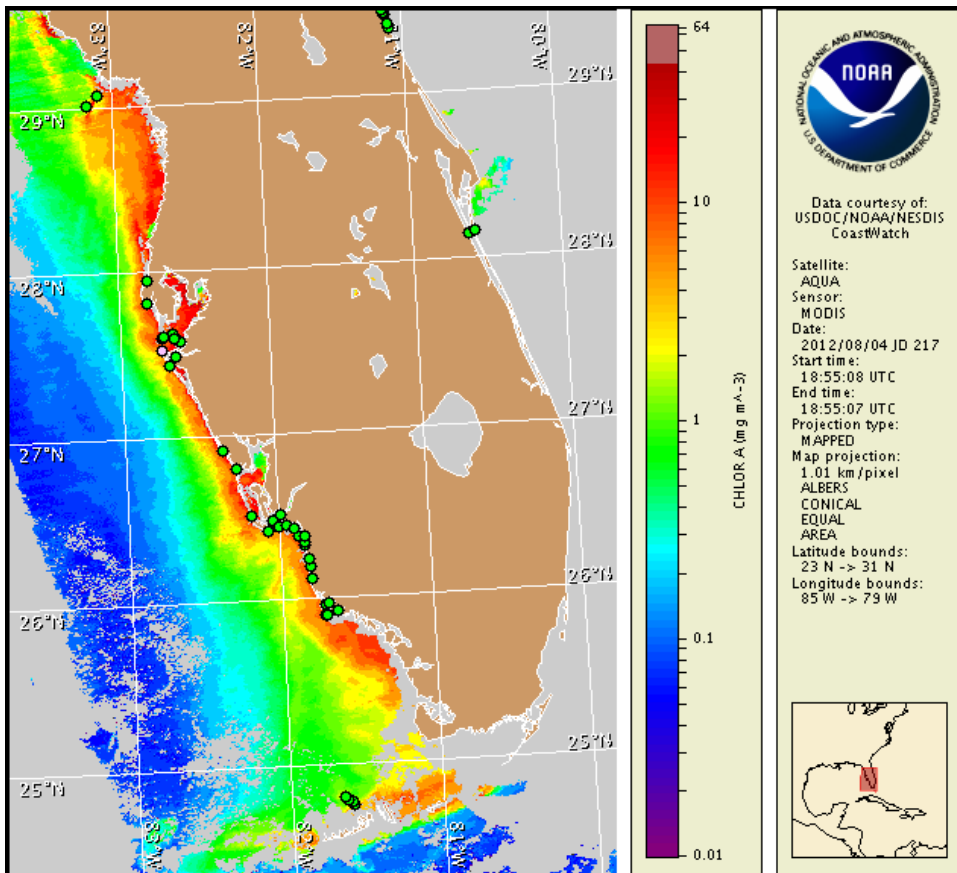 83°W
82°W
81°W
80°W
29°N
29°N
28°N
28°N
27°N
27°N
26°N
26°N
25°N
25°N
83°W
82°W
81°W
64
10
1
0.1
0.01
CHLOR A (mg m^-3)
NATIONAL OCEANIC AND ATMOSPHERIC ADMINISTRATION
NOAA
U.S. DEPARTMENT OF COMMERCE
Data courtesy of:
USDOC/NOAA/NESDIS
CoastWatch
Satellite:
AQUA
Sensor:
MODIS
Date:
2012/08/04 JD 217
Start time:
18:55:08 UTC
End time:
18:55:07 UTC
Projection type:
MAPPED
Map projection:
1.01 km/pixel
ALBERS
CONICAL
EQUAL
AREA
Latitude bounds:
23 N -> 31 N
Longitude bounds:
85 W -> 79 W